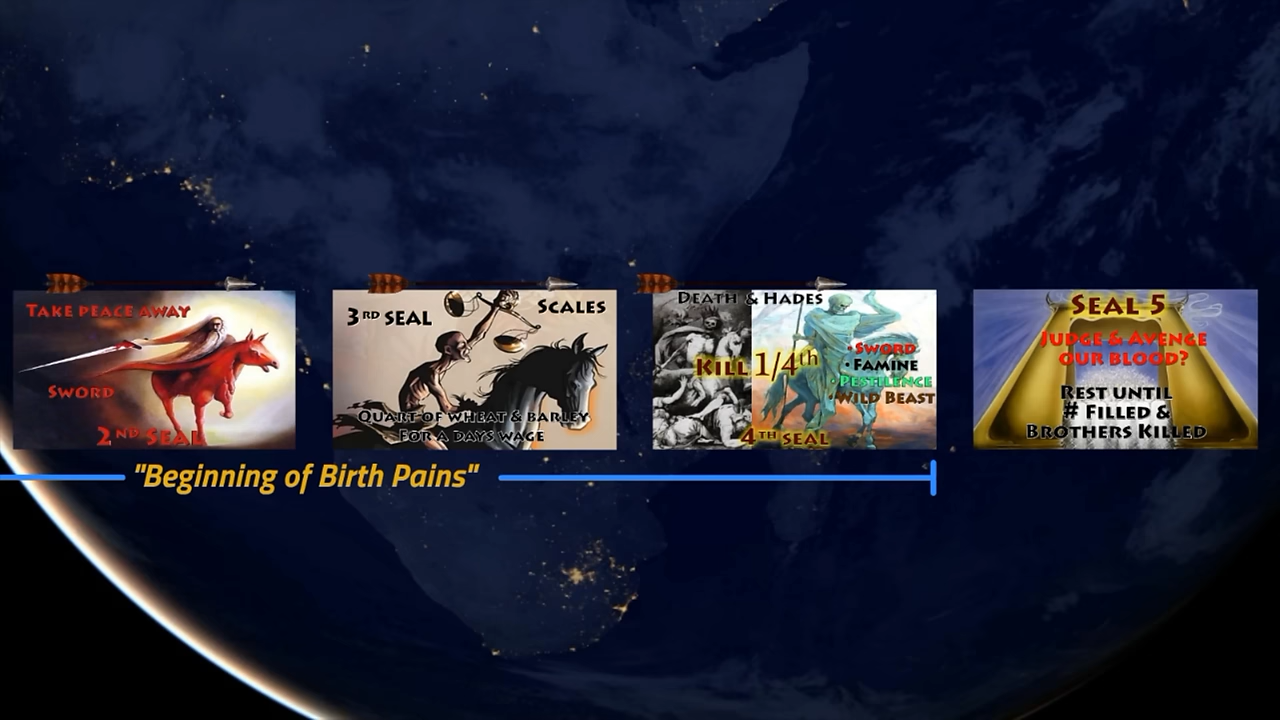 TAKE PEACE AWAY
SWORD
2ND SEAL
3RD SEAL
SCALES
QUART OF WHEAT & BARLEY
FOR A DAYS WAGE
DEATH & HADES
KILL 1/4th
•SWORD
•FAMINE
•PESTILENCE
•WILD BEAST
4TH SEAL
SEAL 5
JUDGE & AVENGE
OUR BLOOD?
REST UNTIL
# FILLED &
BROTHERS KILLED
"Beginning of Birth Pains"